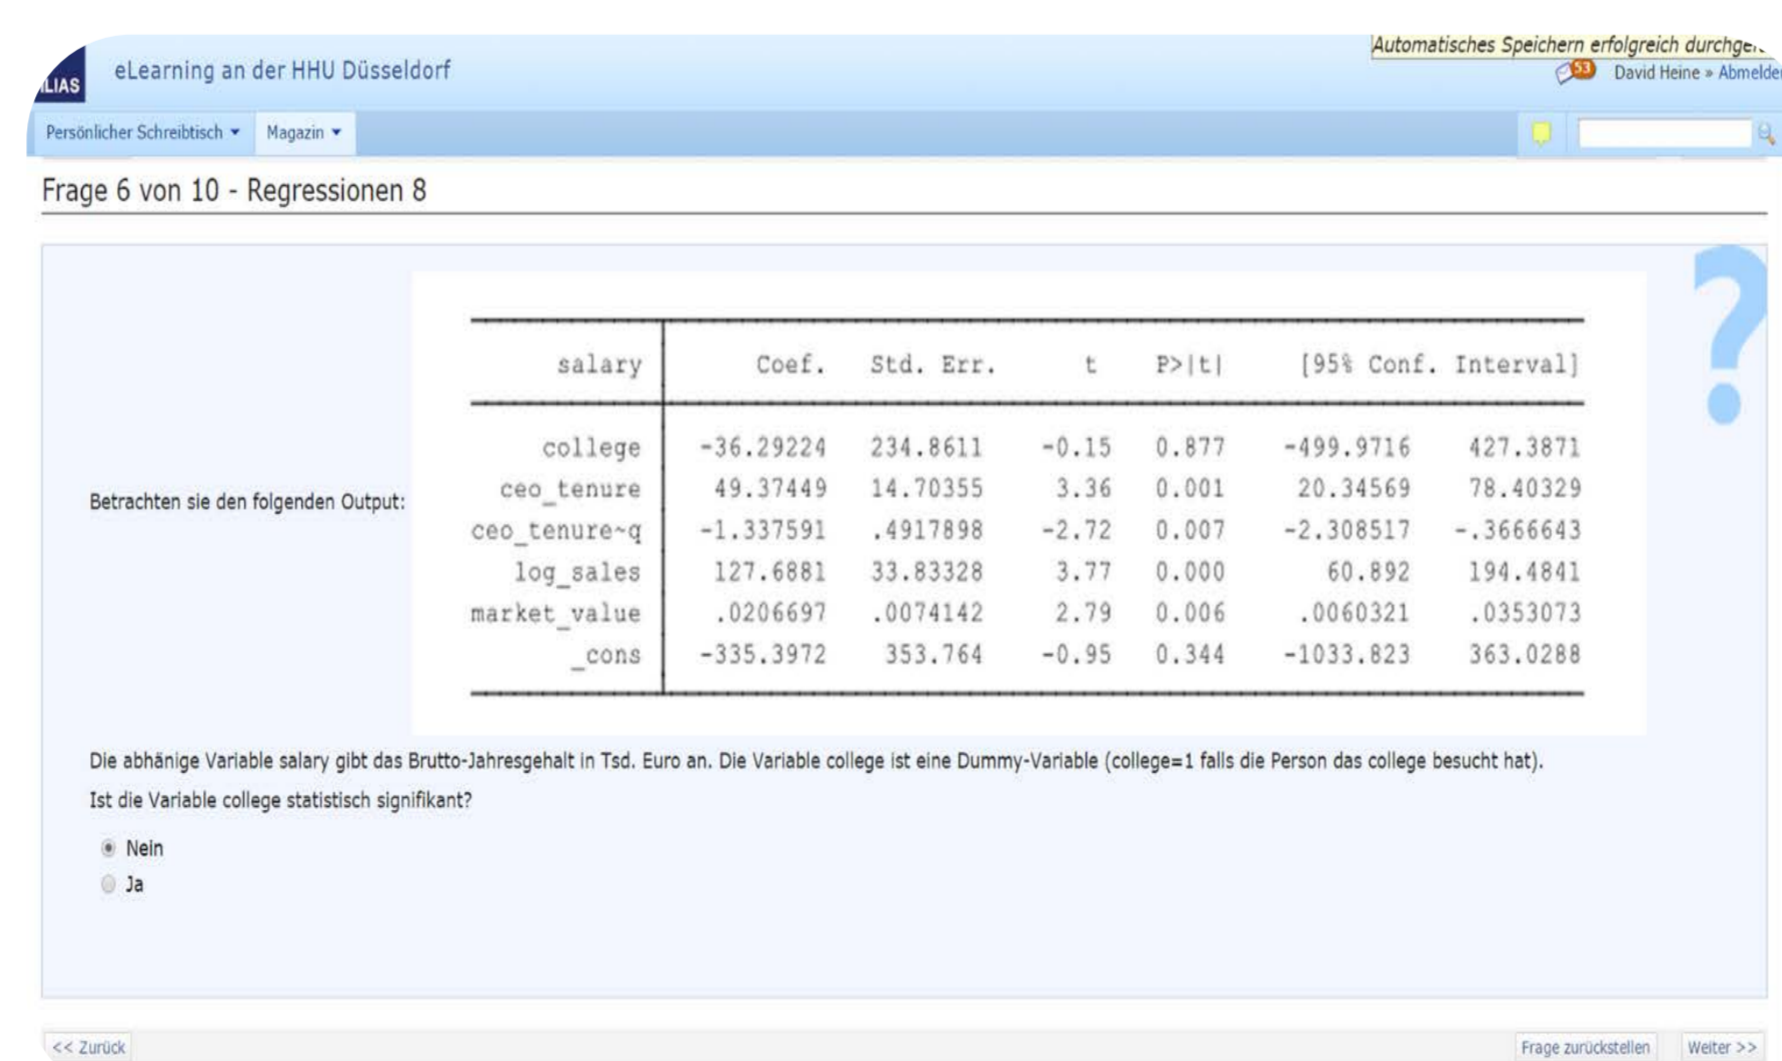 Automatisches Speichern erfolgreich
eLearning an der HHU Düsseldorf
53 David Heine » Abmelden
Persönlicher Schreibtisch Magazin
Frage 6 von 10 - Regressionen 8
salary Coef. Std. Err. t P>|t| [95% Conf. Interval]
college -36.29224 234.8611 -0.15 0.877 -499.9716 427.3871
ceo_tenure 49.37449 14.70355 3.36 0.001 20.34569 78.40329
ceo_tenure~q -1.337591 .4917898 -2.72 0.007 -2.308517 -.3666643
log_sales 127.6881 33.83328 3.77 0.000 60.892 194.4841
market_value .0206697 .0074142 2.79 0.006 .0060321 .0353073
_cons -335.3972 353.764 -0.95 0.344 -1033.823 363.0288
Betrachten sie den folgenden Output:
Die abhänige Variable salary gibt das Brutto-Jahresgehalt in Tsd. Euro an. Die Variable college ist eine Dummy-Variable (college=1 falls die Person das college besucht hat).
Ist die Variable college statistisch signifikant?
Nein
Ja
<< Zurück Frage zurückstellen Weiter >>